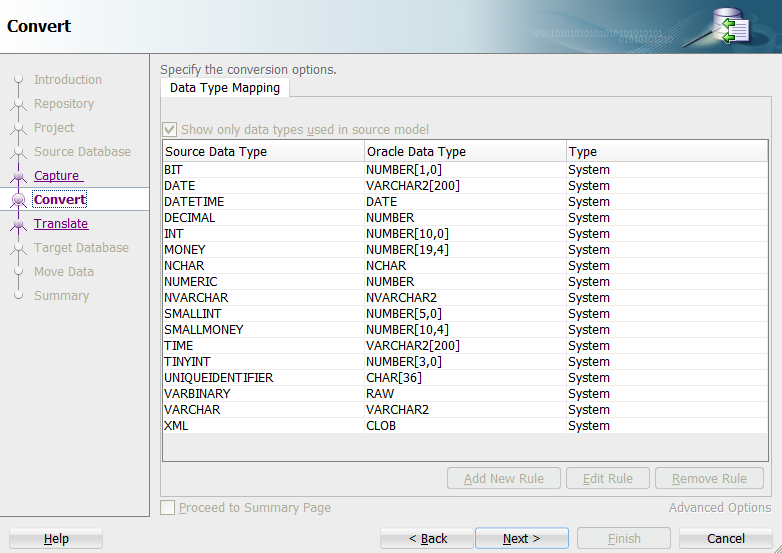 Convert
0101010101010101010101010101
01010101010
Introduction
Repository
Project
Source Database
Capture
Convert
Translate
Target Database
Move Data
Summary
Specify the conversion options.
Data Type Mapping
Show only data types used in source model
Source Data Type Oracle Data Type Type
BIT NUMBER[1,0] System
DATE VARCHAR2[200] System
DATETIME DATE System
DECIMAL NUMBER System
INT NUMBER[10,0] System
MONEY NUMBER[19,4] System
NCHAR NCHAR System
NUMERIC NUMBER System
NVARCHAR NVARCHAR2 System
SMALLINT NUMBER[5,0] System
SMALLMONEY NUMBER[10,4] System
TIME VARCHAR2[200] System
TINYINT NUMBER[3,0] System
UNIQUEIDENTIFIER CHAR[36] System
VARBINARY RAW System
VARCHAR VARCHAR2 System
XML CLOB System
Add New Rule Edit Rule Remove Rule
Proceed to Summary Page Advanced Options
Help < Back Next > Finish Cancel